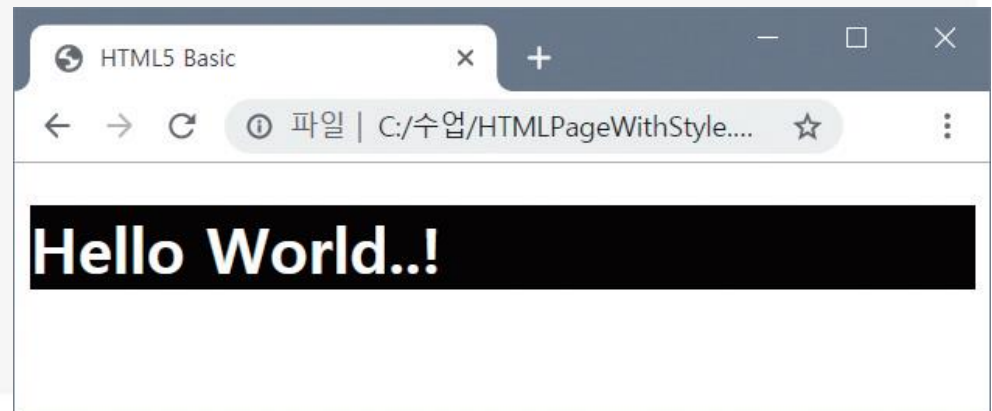 HTML5 Basic
파일 | C:/수업/HTMLPageWithStyle....
Hello World..!